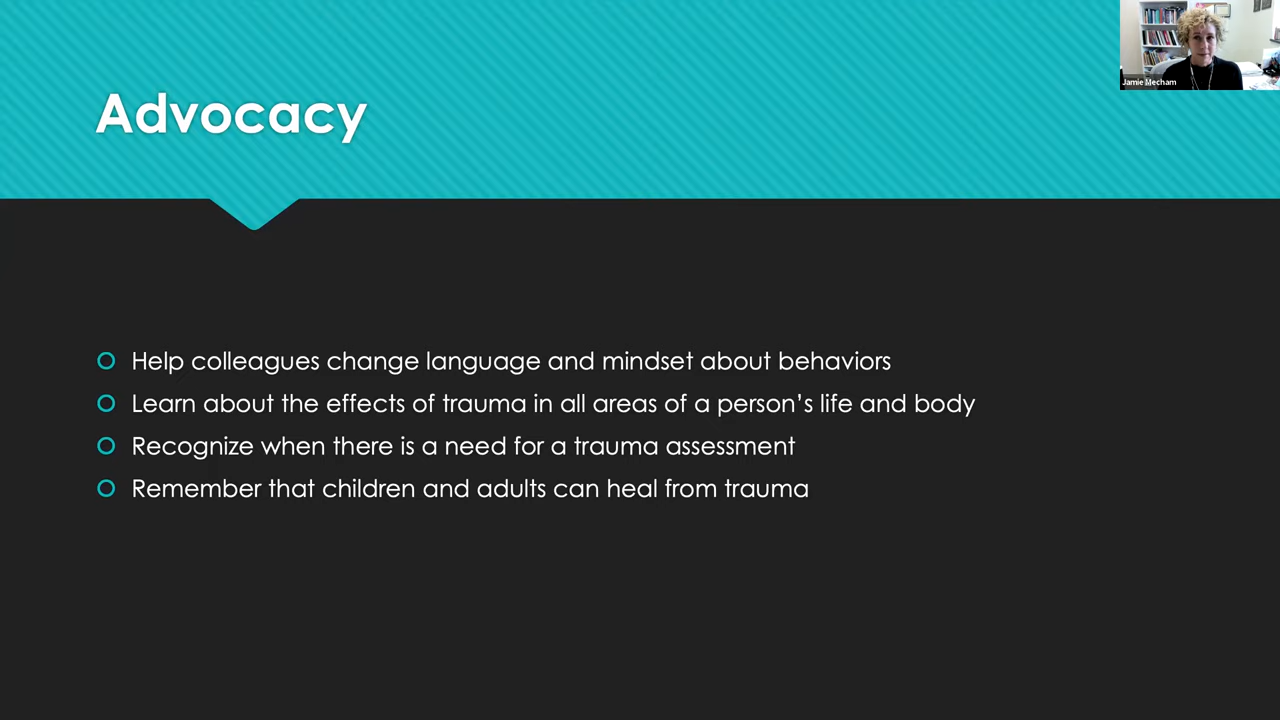 Advocacy
Jamie Mecham
Help colleagues change language and mindset about behaviors
Learn about the effects of trauma in all areas of a person's life and body
Recognize when there is a need for a trauma assessment
Remember that children and adults can heal from trauma